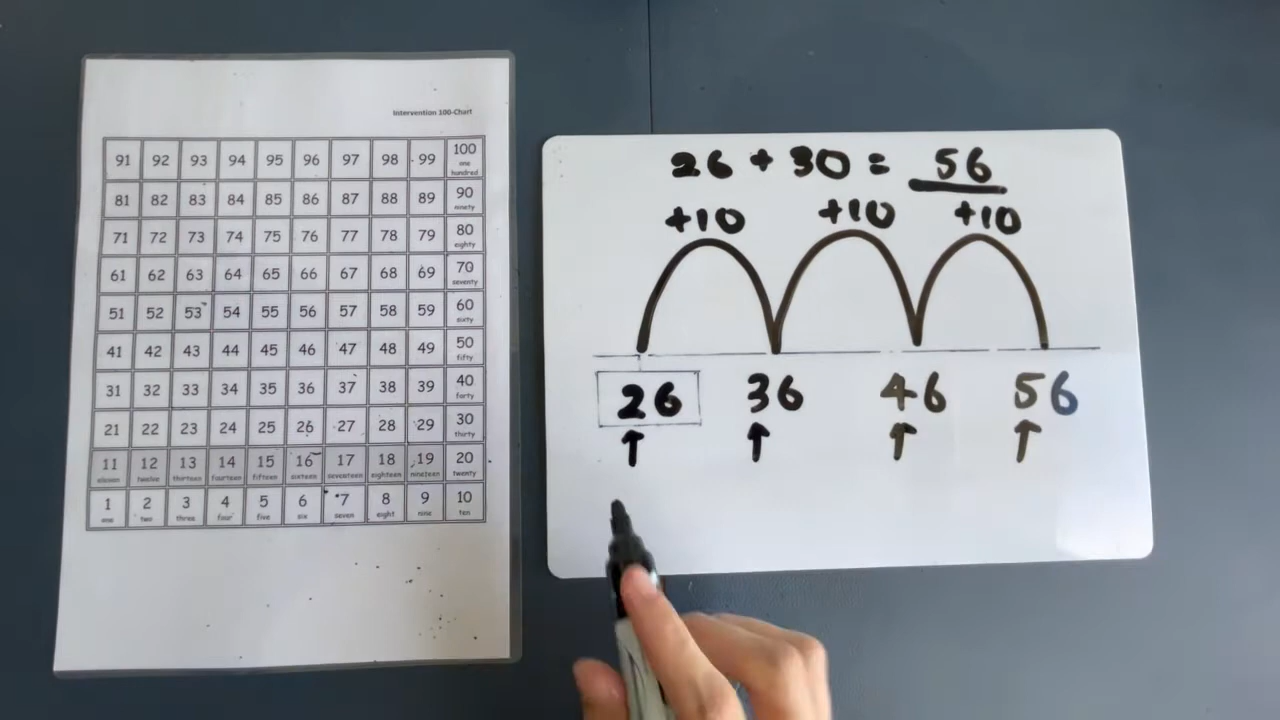 Intervention 100-Chart
91 92 93 94 95 96 97 98 99 100
one hundred
81 82 83 84 85 86 87 88 89 90
ninety
71 72 73 74 75 76 77 78 79 80
eighty
61 62 63 64 65 66 67 68 69 70
seventy
51 52 53 54 55 56 57 58 59 60
sixty
41 42 43 44 45 46 47 48 49 50
fifty
31 32 33 34 35 36 37 38 39 40
forty
21 22 23 24 25 26 27 28 29 30
thirty
11 12 13 14 15 16 17 18 19 20
eleven twelve thirteen fourteen fifteen sixteen seventeen eighteen nineteen twenty
1 2 3 4 5 6 7 8 9 10
one two three four five six seven eight nine ten
26 + 30 = 56
+10 +10 +10
26 36 46 56